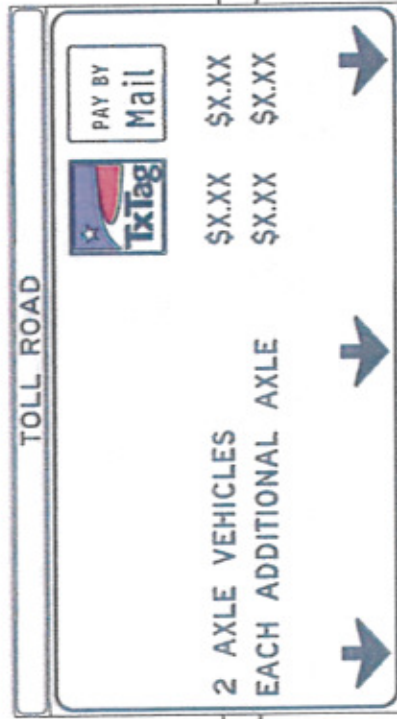 TOLL ROAD
TxTag
PAY BY
Mail
2 AXLE VEHICLES $X.XX $X.XX
EACH ADDITIONAL AXLE $X.XX $X.XX